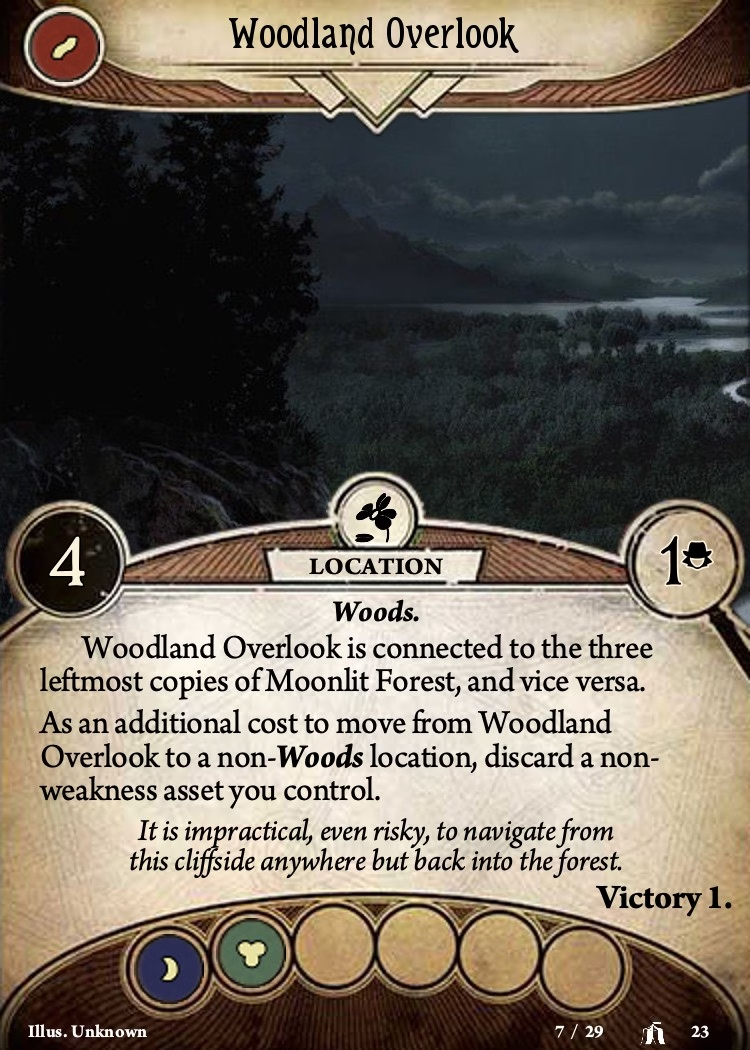 Woodland Overlook
4
LOCATION
1
Woods.
Woodland Overlook is connected to the three
leftmost copies of Moonlit Forest, and vice versa.
As an additional cost to move from Woodland
Overlook to a non-Woods location, discard a non-
weakness asset you control.
It is impractical, even risky, to navigate from
this cliffside anywhere but back into the forest.
Victory 1.
Illus. Unknown
7 / 29
23